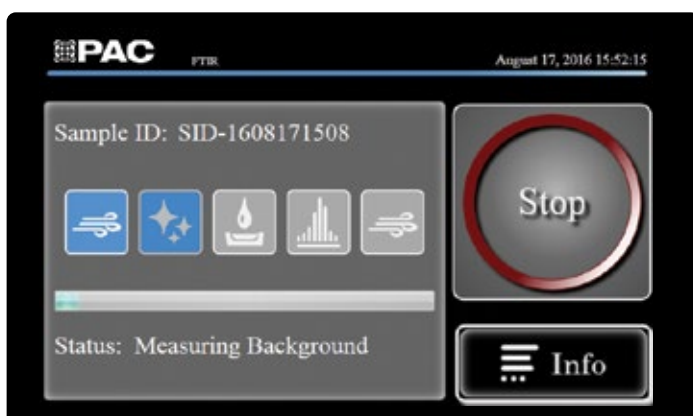 PAC
FTIR
August 17, 2016 15:52:15
Sample ID: SID-1608171508
Stop
Status: Measuring Background
Info